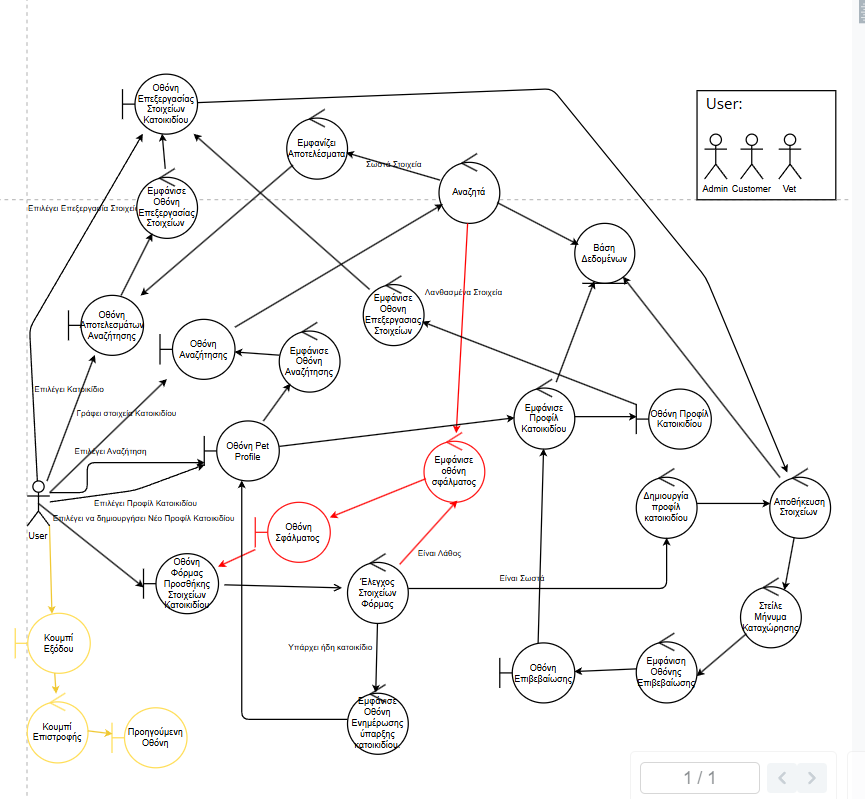 Οθόνη
Επεξεργασίας
Στοιχείων
Κατοικιδίου
User:
Admin
Customer
Vet
Εμφανίζει
Αποτελέσματα
Σωστά Στοιχεία
Αναζητά
Εμφάνισε
Οθόνη
Επεξεργασίας
Στοιχείων
Επιλέγει Επεξεργασία Στοιχεί
Βάση
Δεδομένων
Λανθασμένα Στοιχεία
Εμφάνισε
Οθονη
Επεξεργασιας
Στοιχείων
Οθόνη
Αποτελεσμάτων
Αναζήτησης
Οθόνη
Αναζήτησης
Εμφάνισε
Οθόνη
Αναζήτησης
Επιλέγει Κατοικίδιο
Γράφει στοιχεία Κατοικιδίου
Εμφάνισε
Προφίλ
Κατοικιδίου
Οθόνη Προφίλ
Κατοικιδίου
Επιλέγει Αναζήτηση
Οθόνη Pet
Profile
Εμφάνισε
οθόνη
σφάλματος
Επιλέγει Προφίλ Κατοικιδίου
Επιλέγει να δημιουργήσει Νέο Προφίλ Κατοικιδίου
User
Οθόνη
Σφάλματος
Δημιουργία
προφίλ
κατοικιδίου
Αποθήκευση
Στοιχείων
Είναι Λάθος
Οθόνη
Φόρμας
Προσθήκης
Στοιχείων
Κατοικιδίου
Έλεγχος
Στοιχείων
Φόρμας
Είναι Σωστά
Στείλε
Μήνυμα
Καταχώρησης
Κουμπί
Εξόδου
Υπάρχει ήδη κατοικίδιο
Οθόνη
Επιβεβαίωσης
Εμφάνιση
Οθόνης
Επιβεβαίωσης
Κουμπί
Επιστροφής
Προηγούμενη
Οθόνη
Εμφάνισε
Οθόνη
Ενημέρωσης
ύπαρξης
κατοικιδίου.
1 / 1